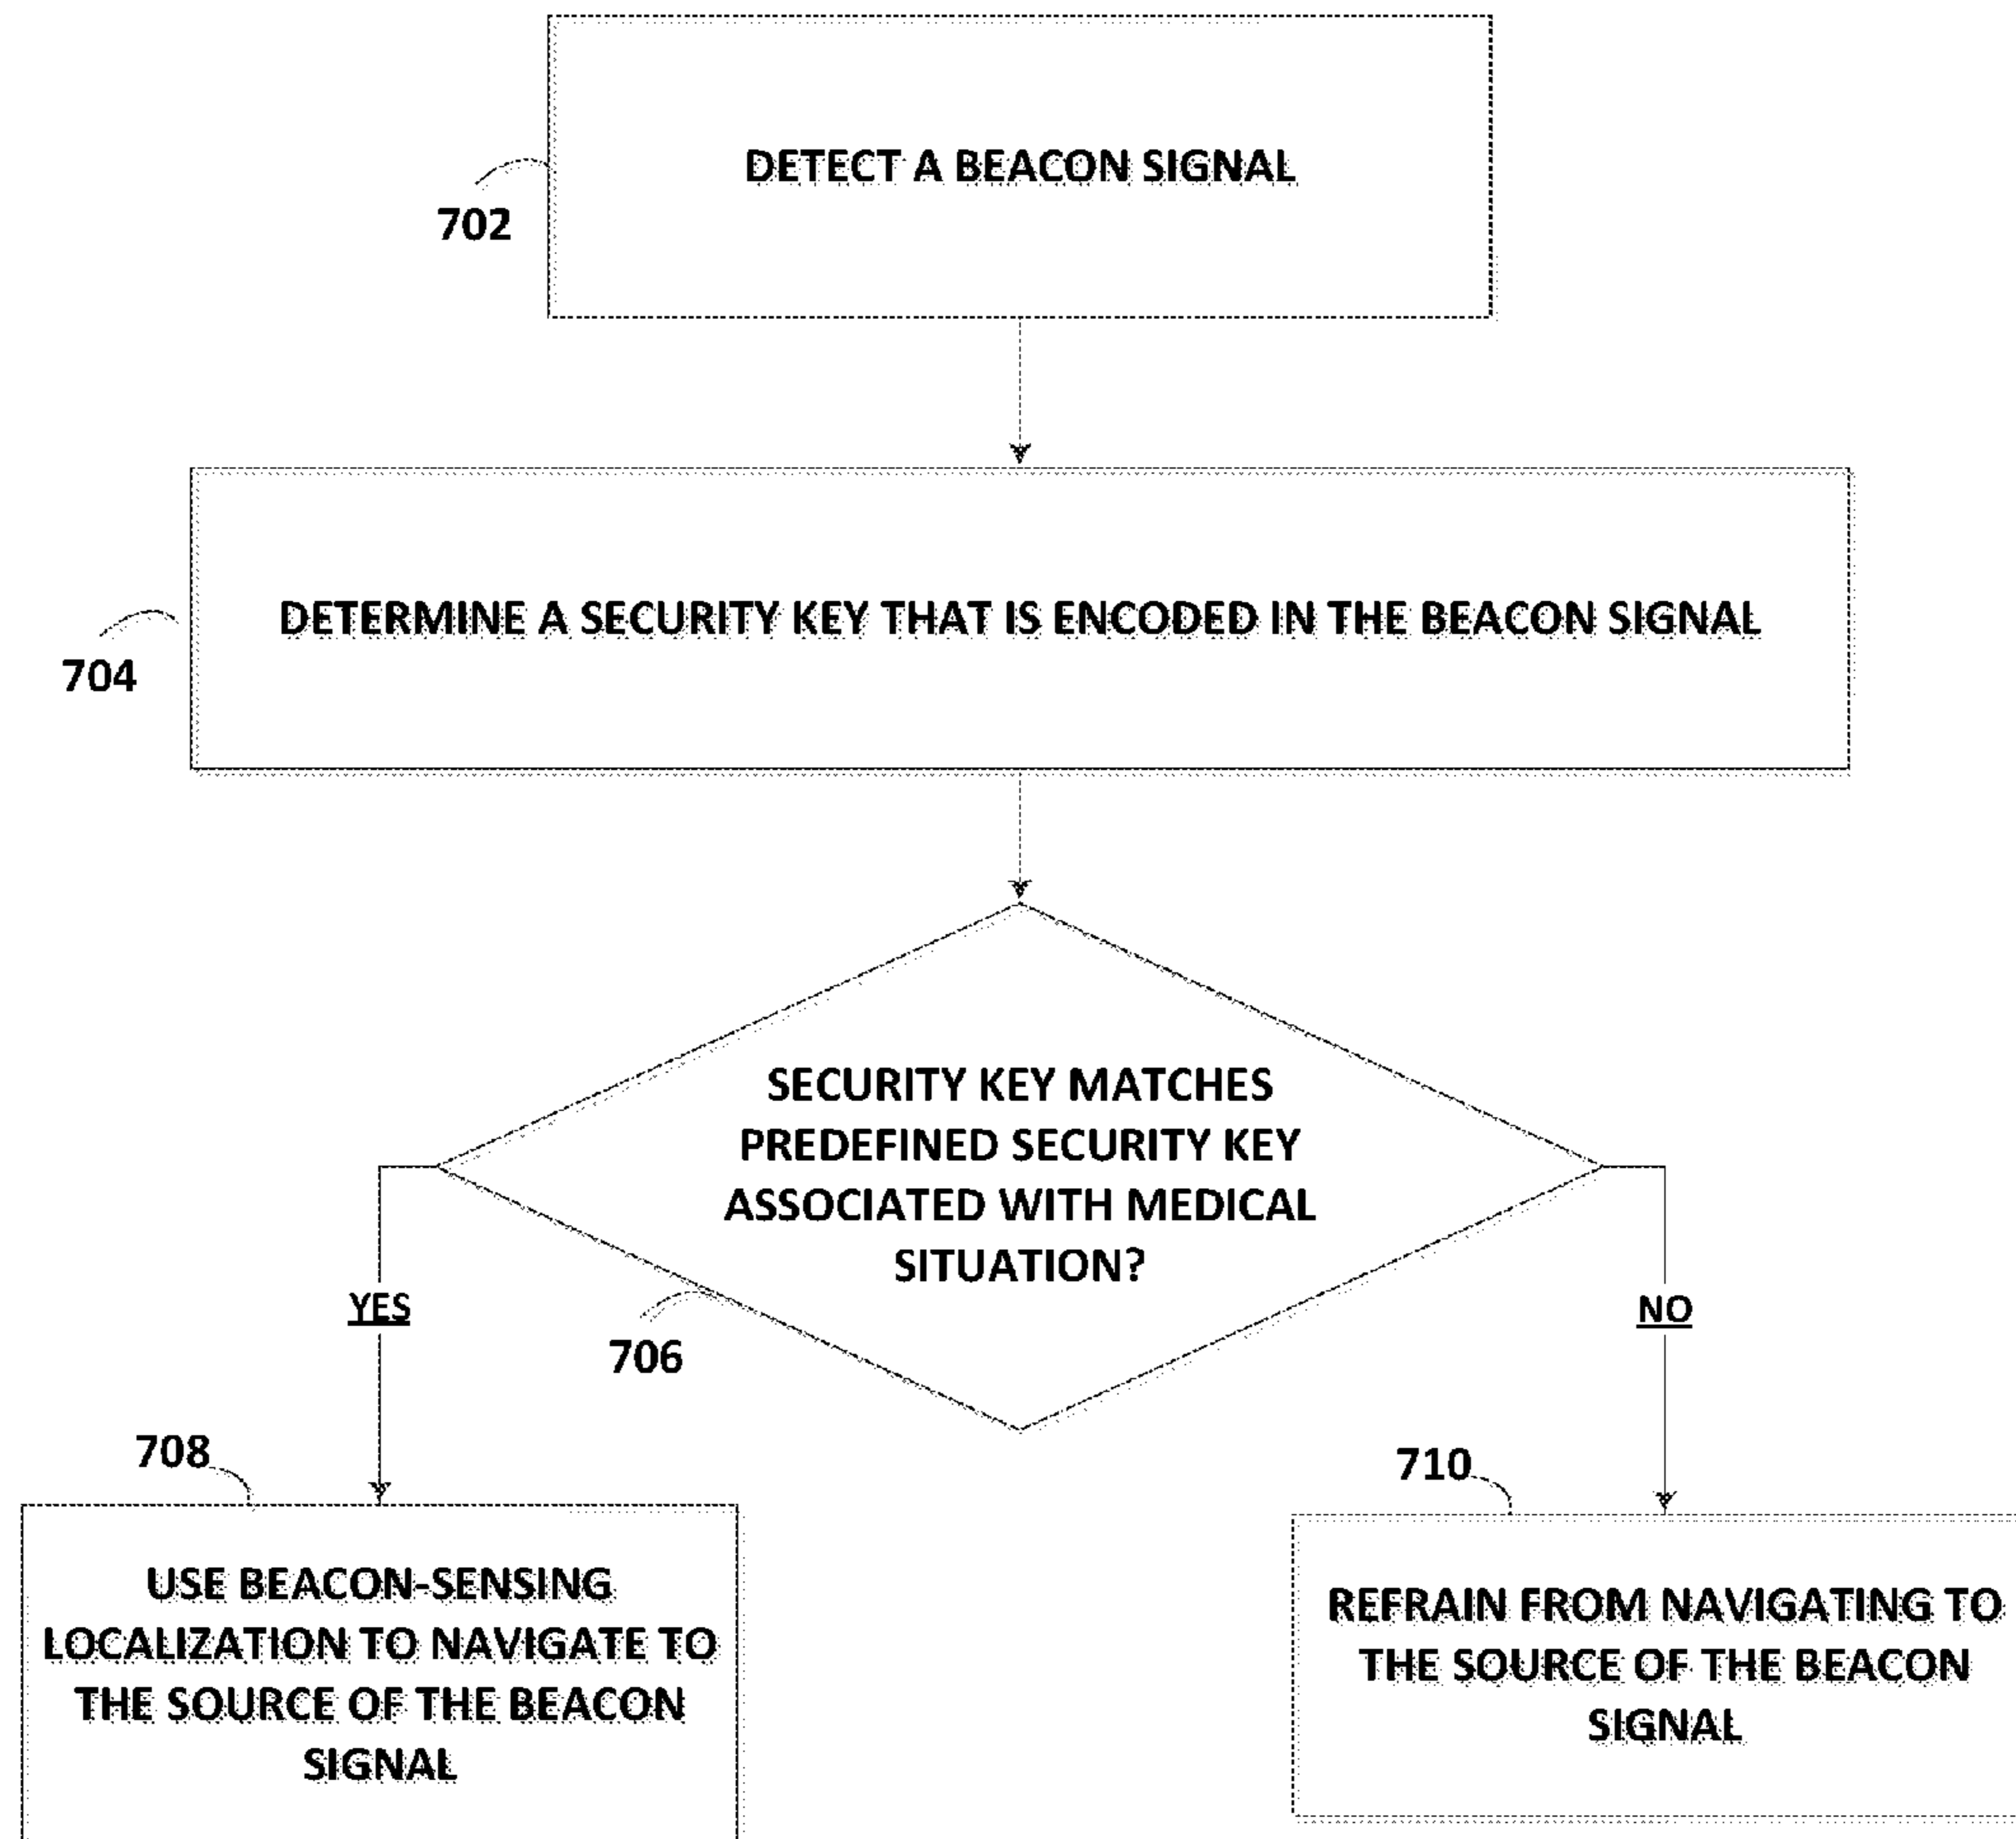 DETECT A BEACON SIGNAL
702
DETERMINE A SECURITY KEY THAT IS ENCODED IN THE BEACON SIGNAL
704
SECURITY KEY MATCHES
PREDEFINED SECURITY KEY
ASSOCIATED WITH MEDICAL
SITUATION?
706
YES
NO
708
USE BEACON-SENSING
LOCALIZATION TO NAVIGATE TO
THE SOURCE OF THE BEACON
SIGNAL
710
REFRAIN FROM NAVIGATING TO
THE SOURCE OF THE BEACON
SIGNAL